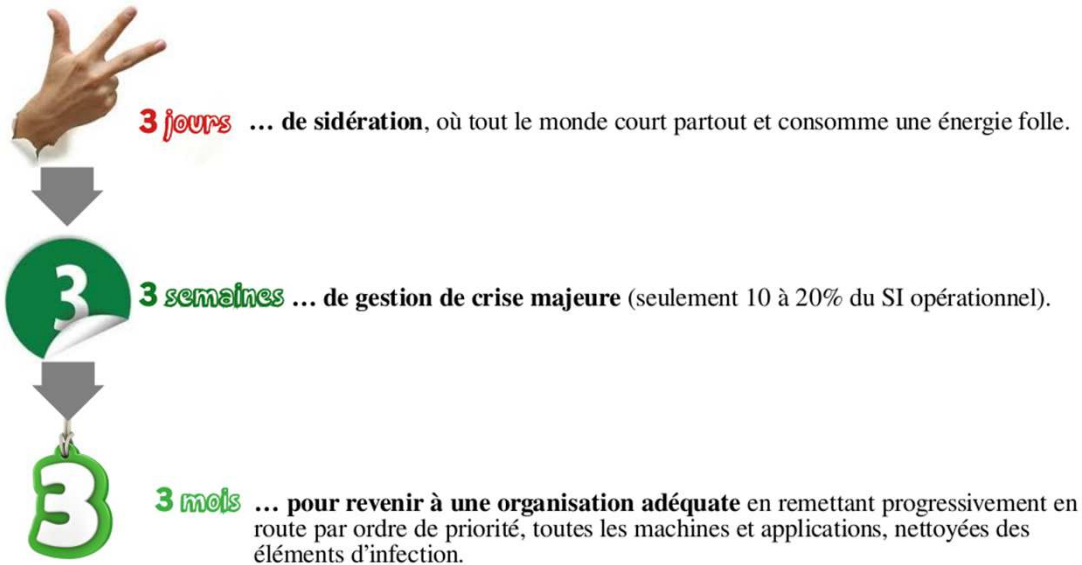 3 jours ... de sidération, où tout le monde court partout et consomme une énergie folle.
3
3 semaines ... de gestion de crise majeure (seulement 10 à 20% du SI opérationnel).
3
3 mois ... pour revenir à une organisation adéquate en remettant progressivement en
route par ordre de priorité, toutes les machines et applications, nettoyées des
éléments d'infection.